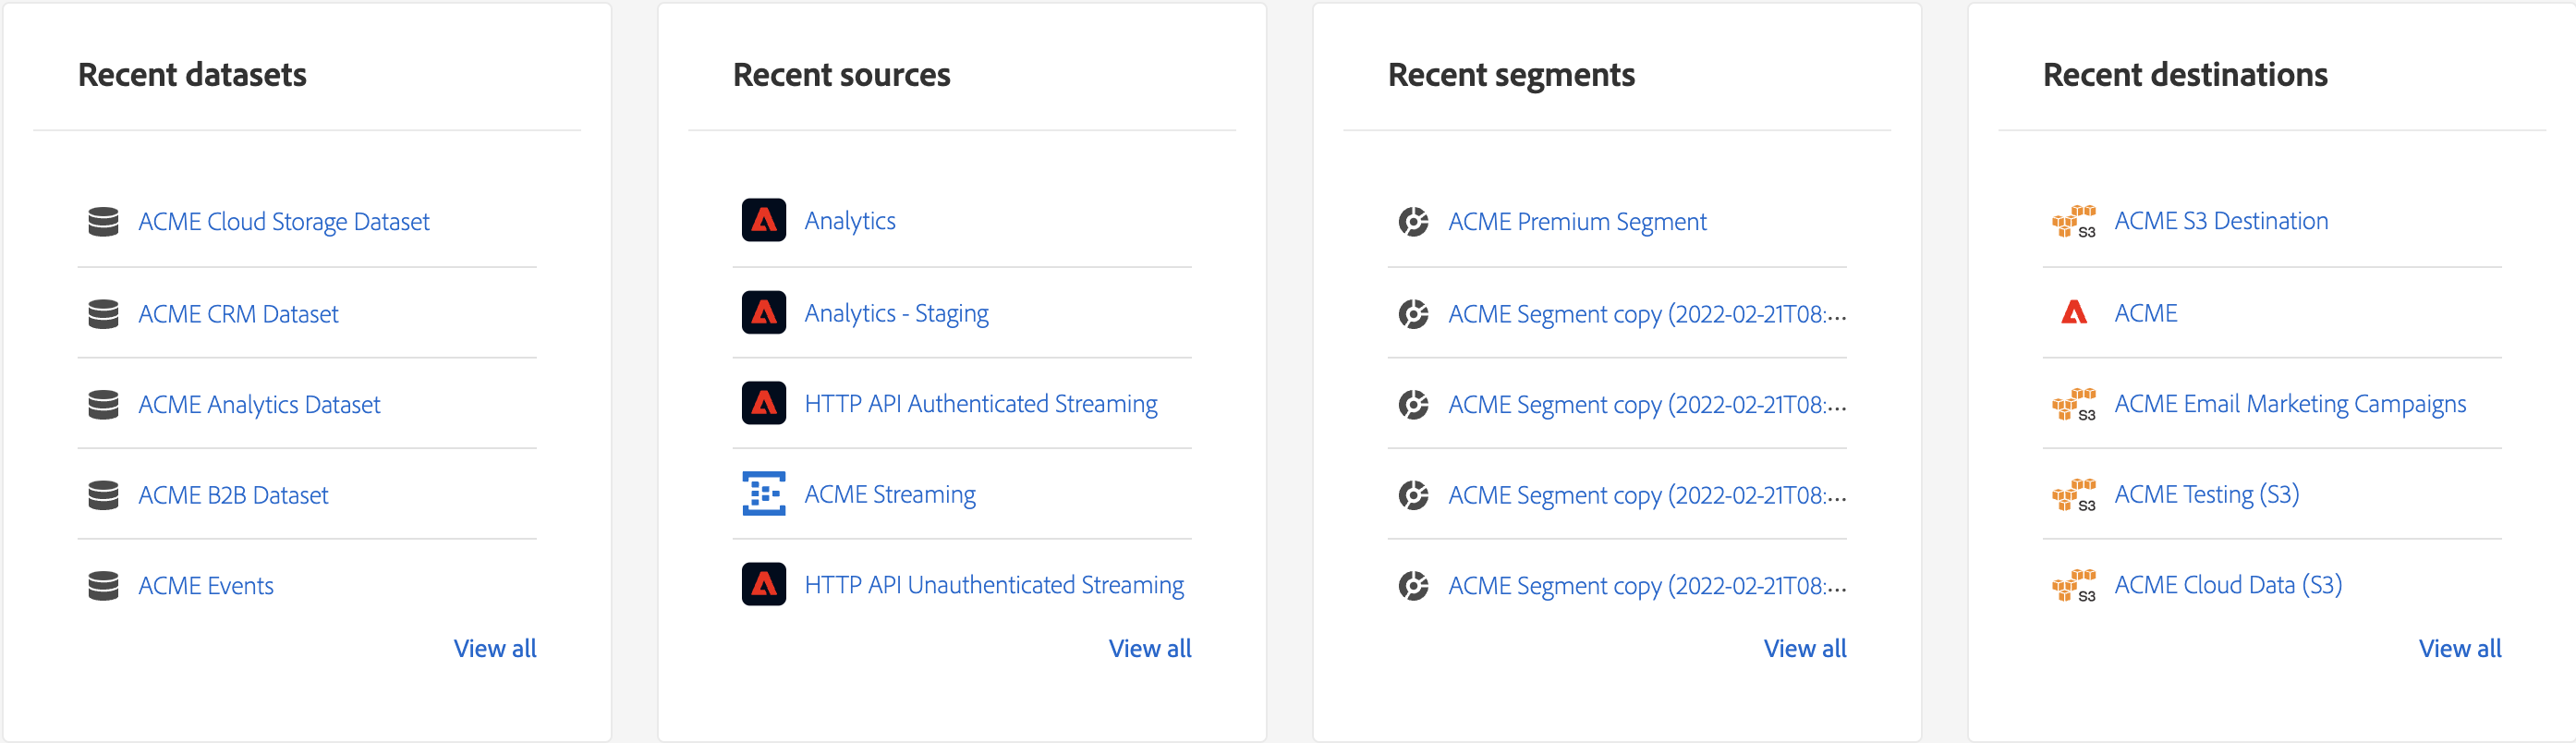 Recent datasets
ACME Cloud Storage Dataset
ACME CRM Dataset
ACME Analytics Dataset
ACME B2B Dataset
ACME Events
View all
Recent sources
Analytics
Analytics - Staging
HTTP API Authenticated Streaming
ACME Streaming
HTTP API Unauthenticated Streaming
View all
Recent segments
ACME Premium Segment
ACME Segment copy (2022-02-21T08:...
ACME Segment copy (2022-02-21T08:...
ACME Segment copy (2022-02-21T08:...
ACME Segment copy (2022-02-21T08:...
View all
Recent destinations
S3 ACME S3 Destination
ACME
S3 ACME Email Marketing Campaigns
S3 ACME Testing (S3)
S3 ACME Cloud Data (S3)
View all